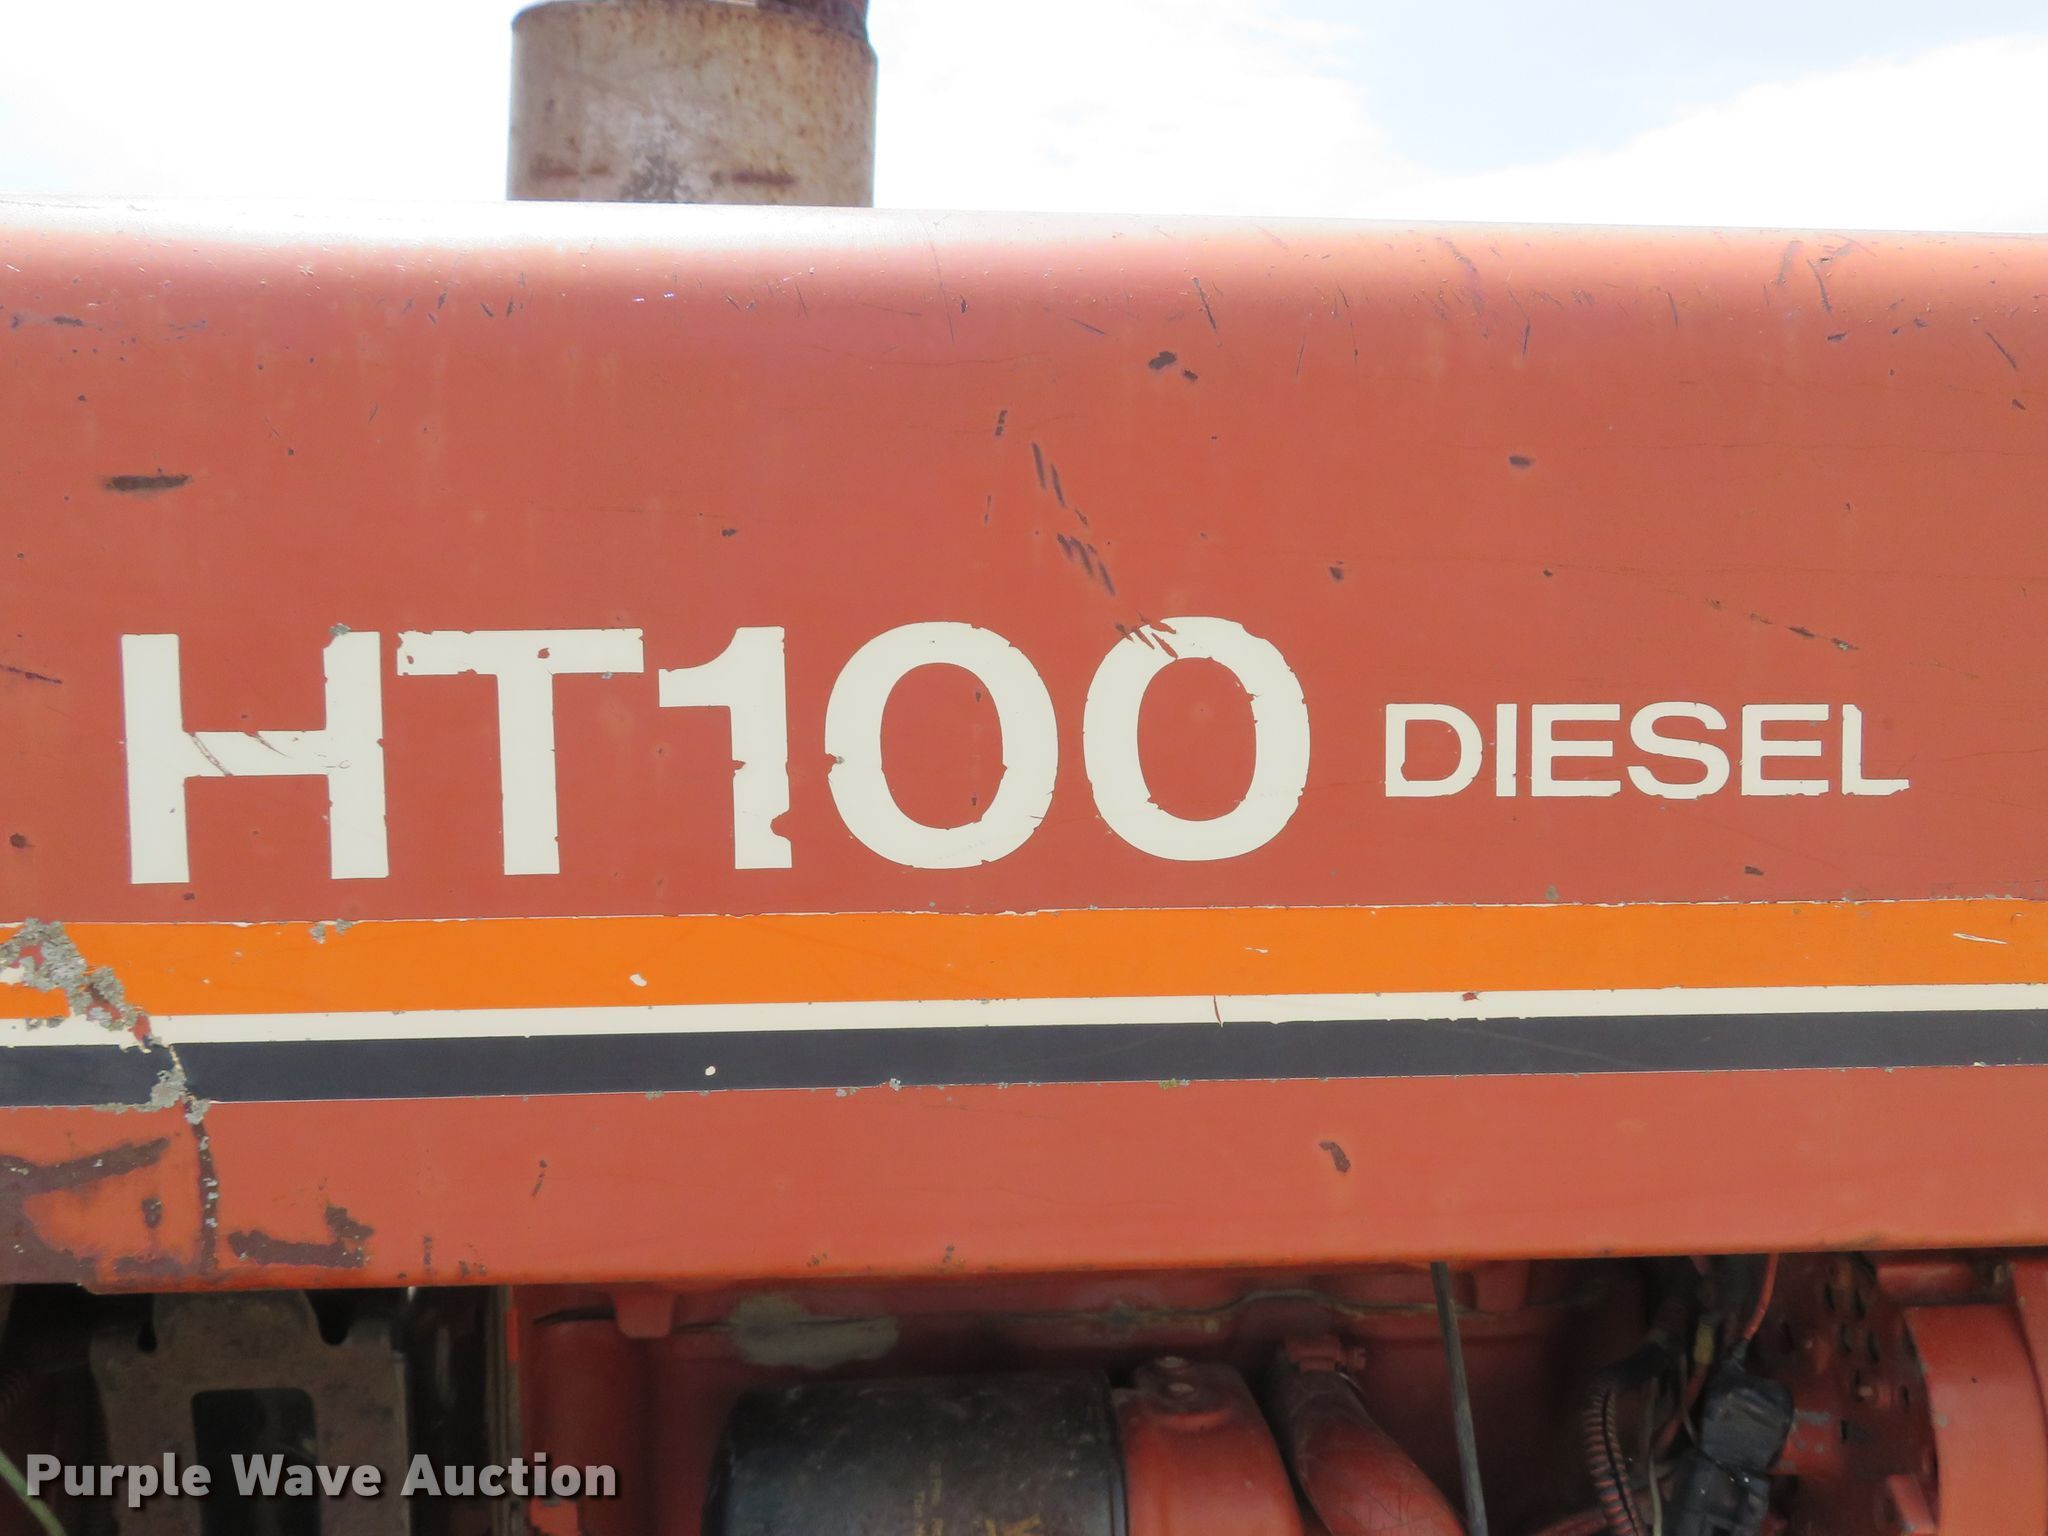 HT100 DIESEL
Purple Wave Auction